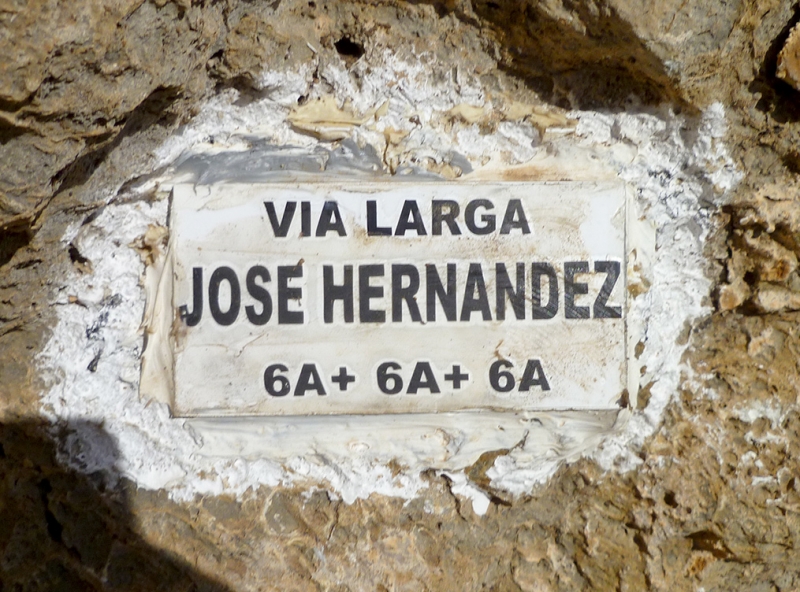 VIA LARGA
JOSE HERNANDEZ
6A+ 6A+ 6A